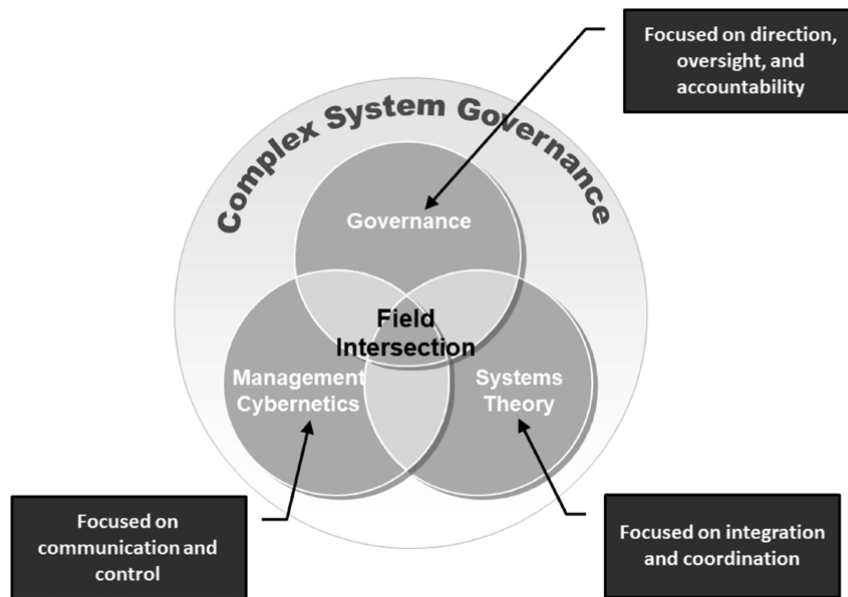 Focused on direction,
oversight, and
accountability
Complex System Governance
Governance
Field
Intersection
Management
Cybernetics
Systems
Theory
Focused on
communication and
control
Focused on integration
and coordination